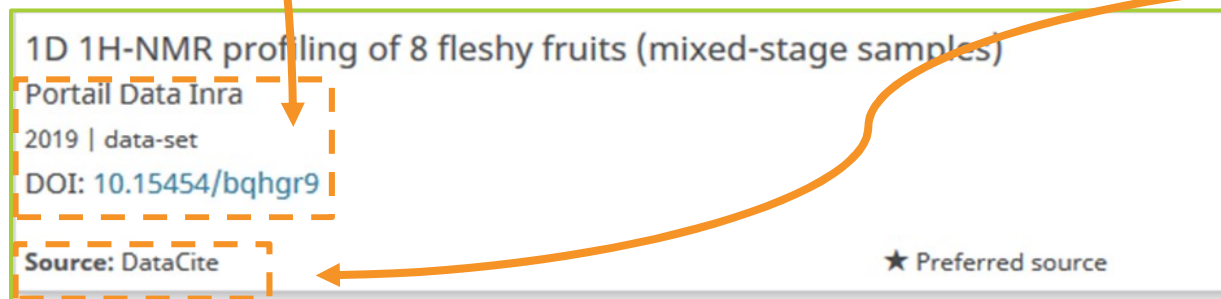 1D 1H-NMR profiling of 8 fleshy fruits (mixed-stage samples)
Portail Data Inra
2019 | data-set
DOI: 10.15454/bqhgr9
Source: DataCite ★ Preferred source